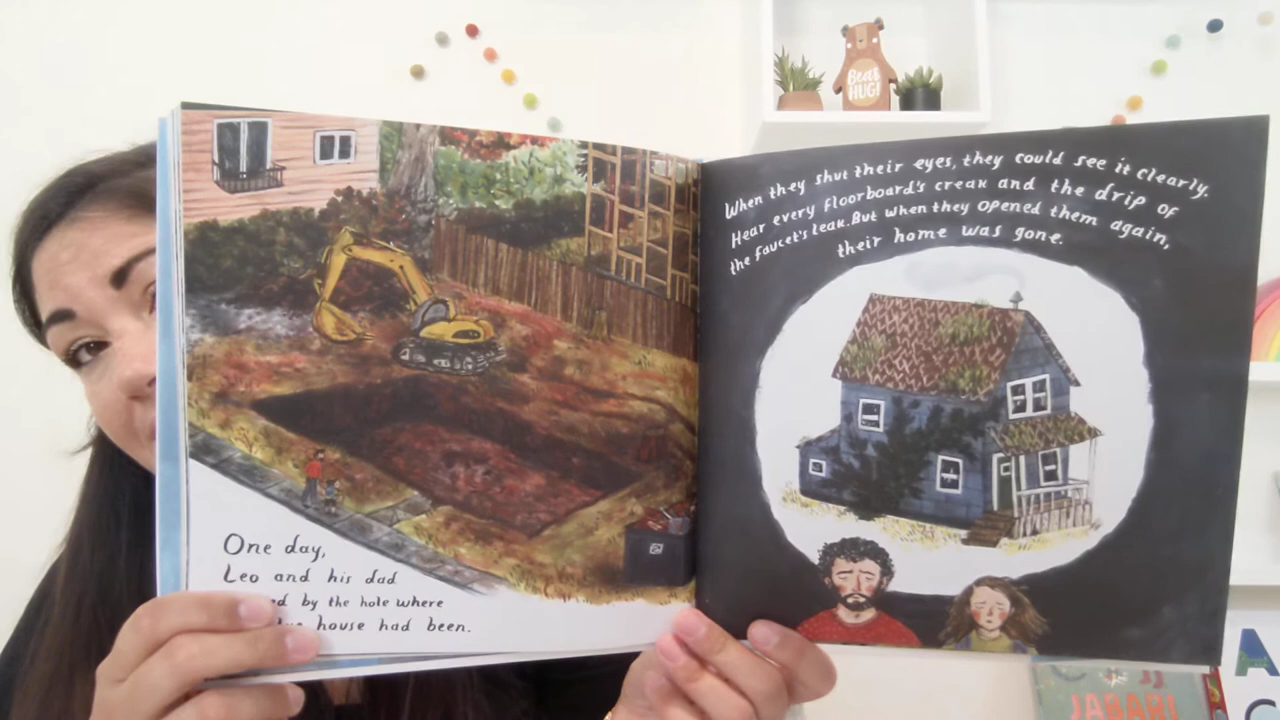 BEAR
HUG!
When they shut their eyes, they could see it clearly.
Hear every floorboard's creak and the drip of
the faucet's leak. But when they opened them again,
their home was gone.
One day,
Leo and his dad
by the hole where
house had been.
JABARI
A
C